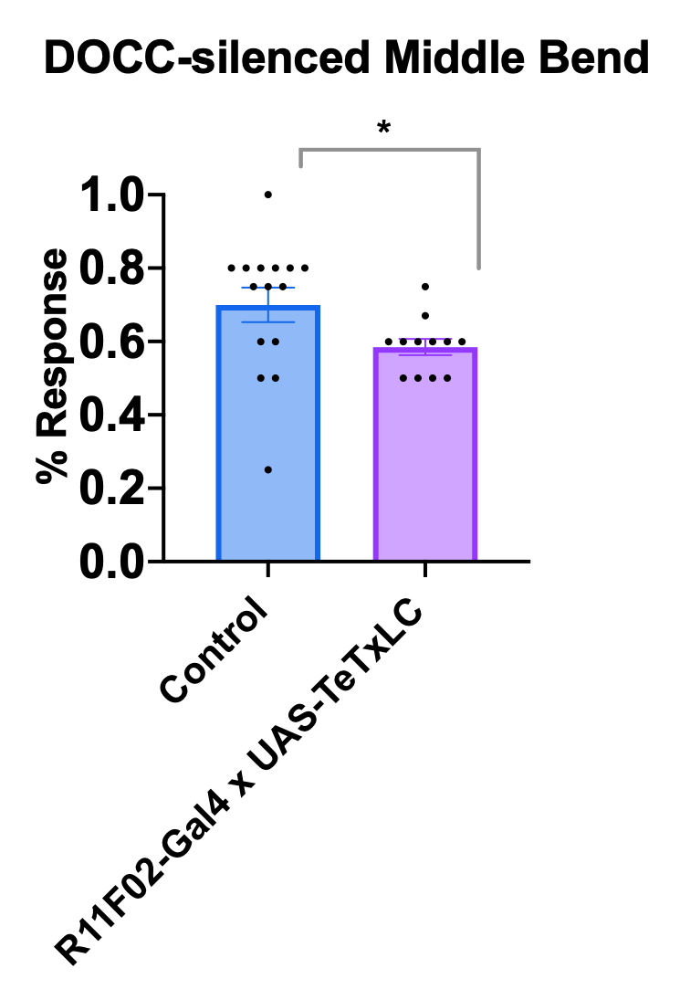 DOCC-silenced Middle Bend
*
% Response
1.0
0.8
0.6
0.4
0.2
0.0
Control
R11F02-Gal4 x UAS-TeTxLC